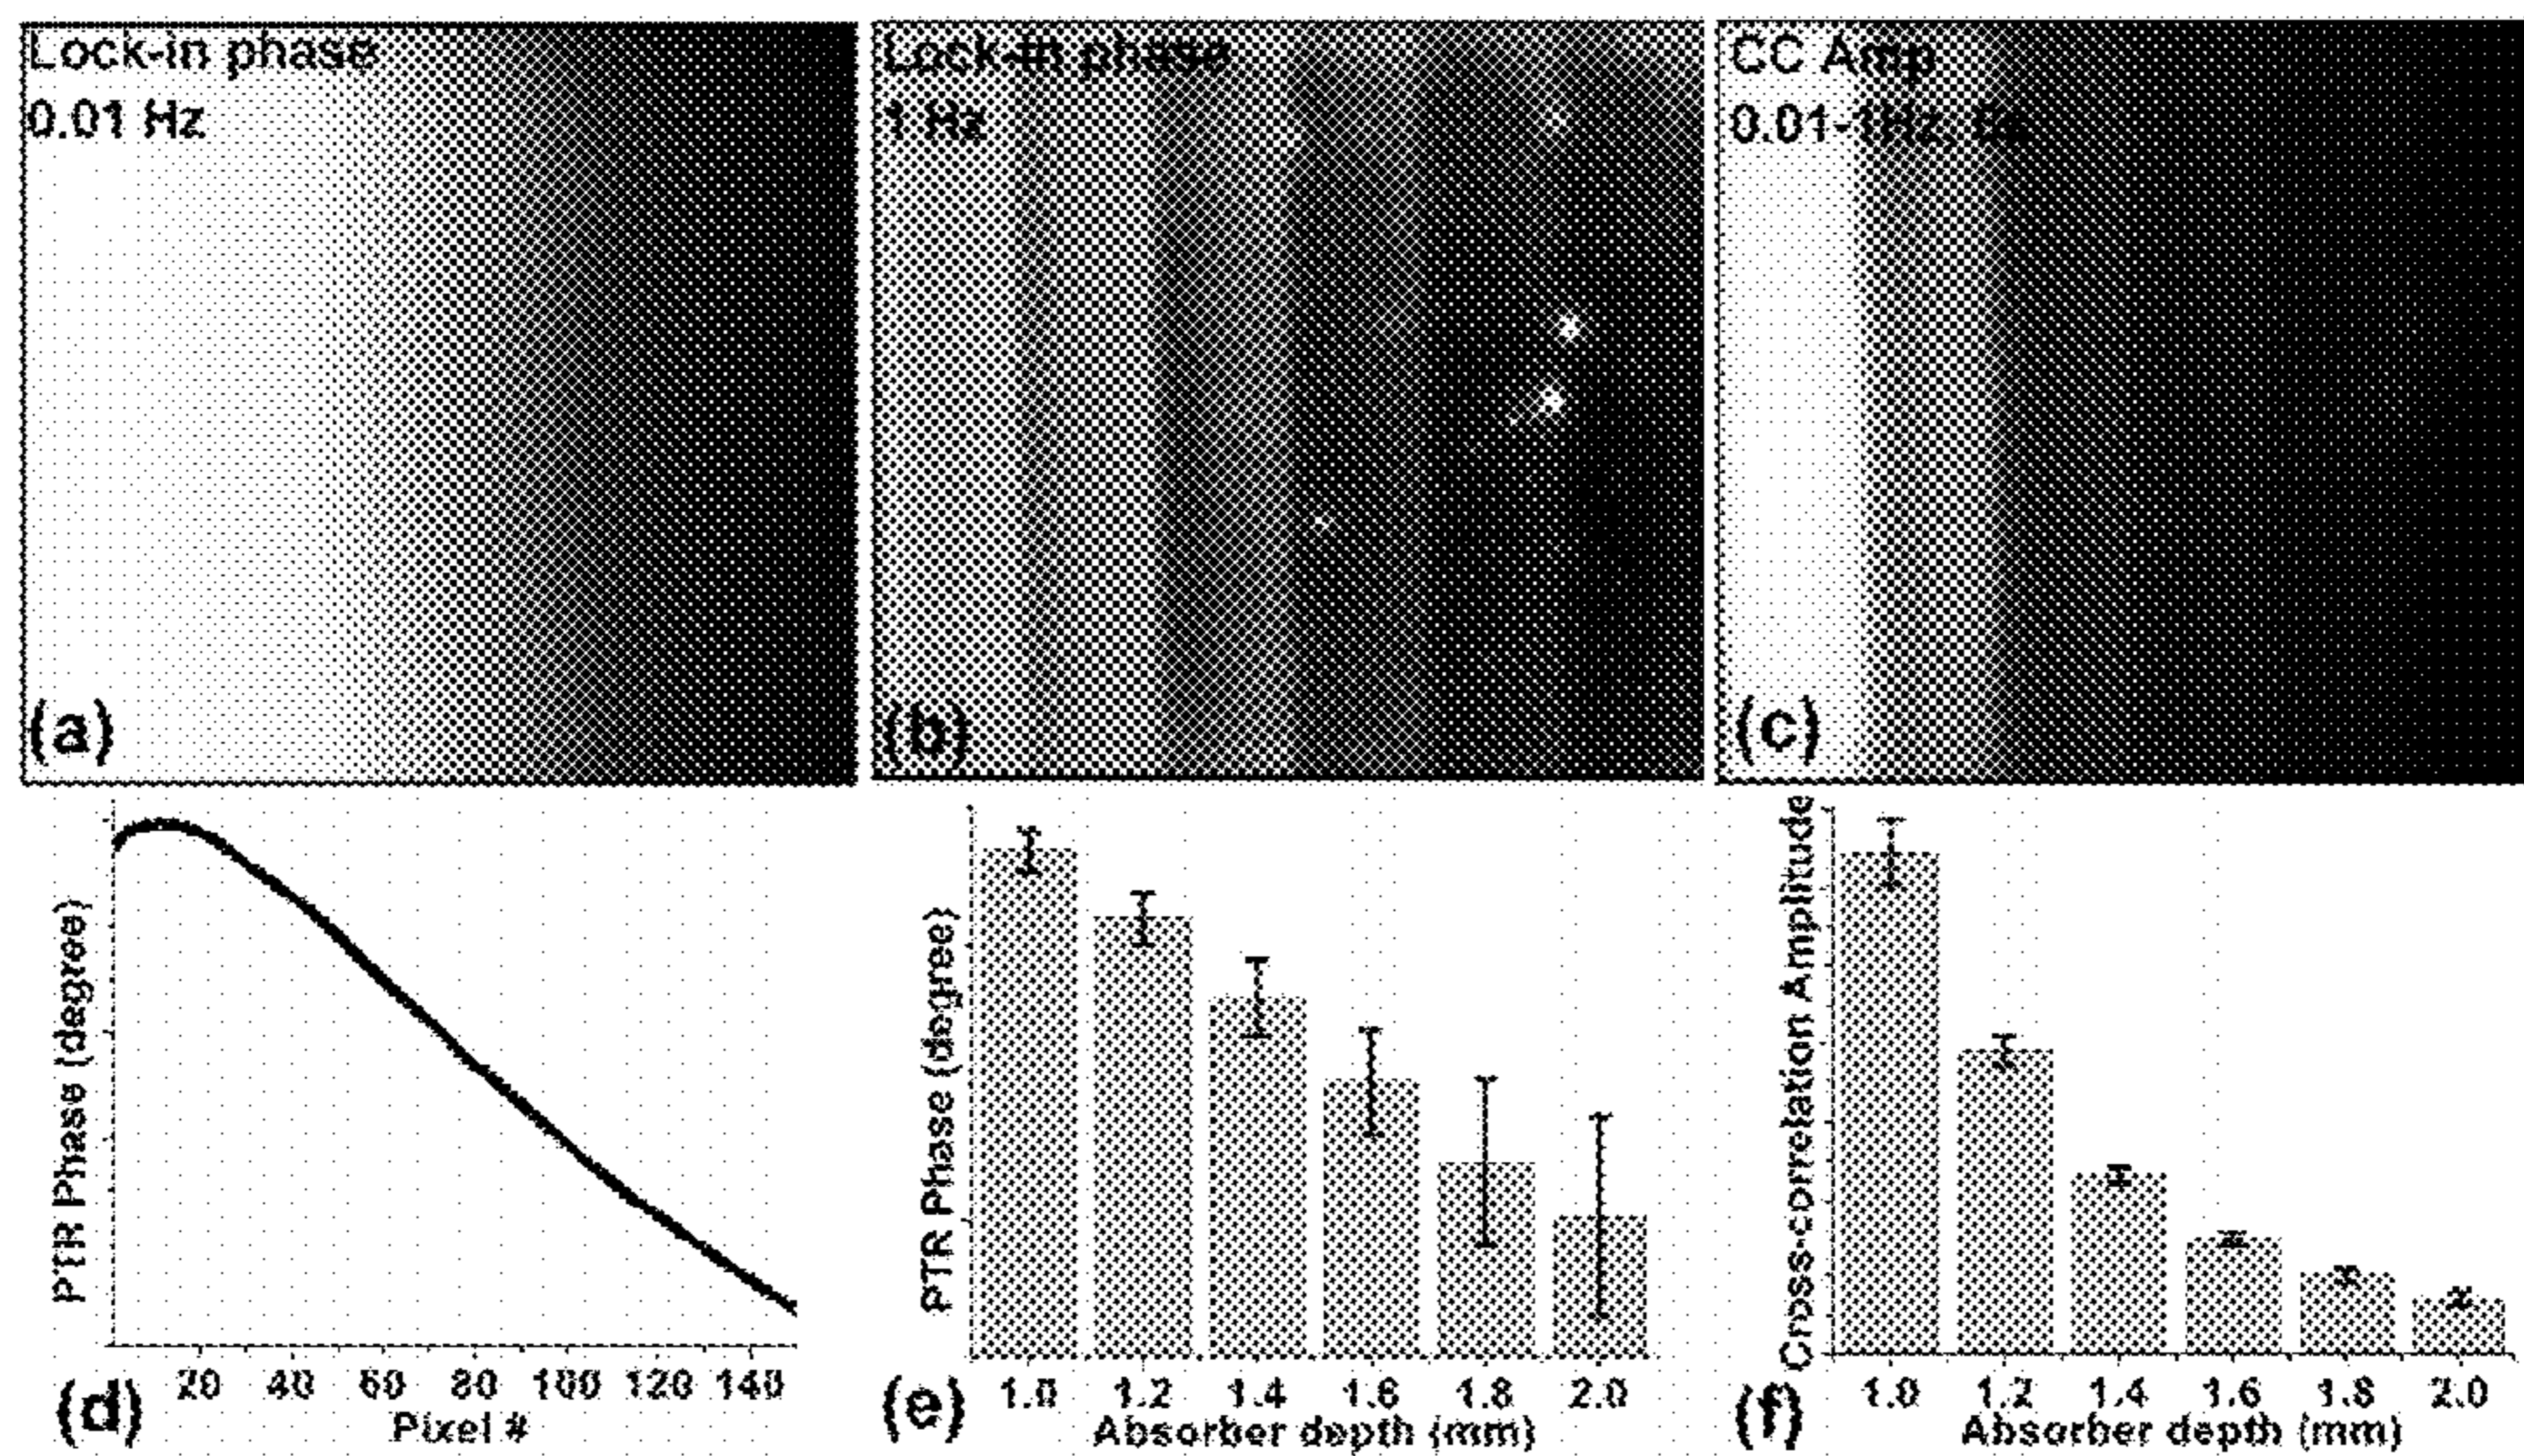 Lock-in phase
0.01 Hz
(a)
Lock-in phase
1 Hz
(b)
CC Amp
0.01-1Hz,
(c)
PTR Phase (degree)
20 40 60 80 100 120 140
Pixel #
(d)
PTR Phase (degree)
1.0 1.2 1.4 1.6 1.8 2.0
Absorber depth (mm)
(e)
Cross-correlation Amplitude
1.0 1.2 1.4 1.6 1.8 2.0
Absorber depth (mm)
(f)